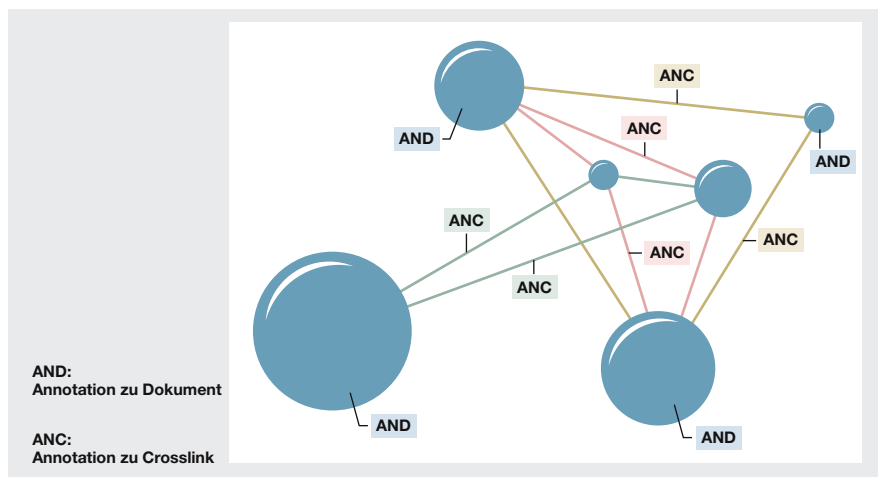 ANC
ANC
AND
AND
ANC
ANC
ANC
ANC
AND:
Annotation zu Dokument
AND
AND
ANC:
Annotation zu Crosslink